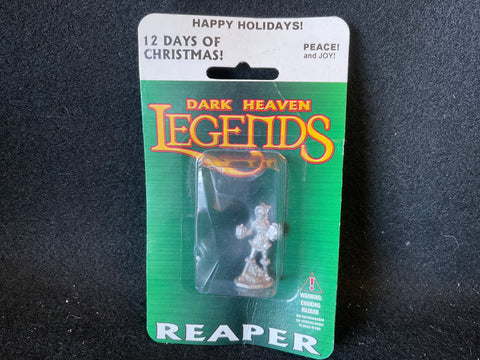 HAPPY HOLIDAYS!
12 DAYS OF
CHRISTMAS!
PEACE!
and JOY!
DARK HEAVEN
LEGENDS
WARNING:
CHOKING
HAZARD
REAPER